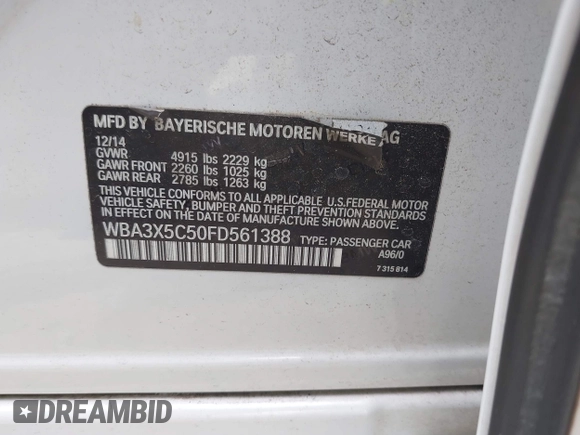 MFD BY BAYERISCHE MOTOREN WERKE AG
12/14
GVWR 4915 lbs 2229 kg
GAWR FRONT 2260 lbs 1025 kg
GAWR REAR 2785 lbs 1263 kg
THIS VEHICLE CONFORMS TO ALL APPLICABLE U.S.FEDERAL MOTOR
VEHICLE SAFETY, BUMPER AND THEFT PREVENTION STANDARDS
IN EFFECT ON THE DATE OF MANUFACTURE SHOWN ABOVE.
WBA3X5C50FD561388 TYPE: PASSENGER CAR
A96/0
7 315 814
DREAMBID